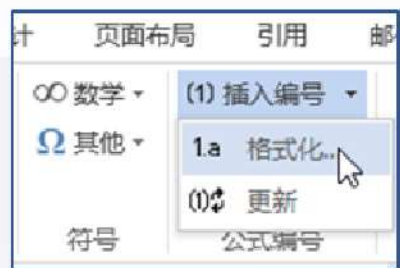 计 页面布局 引用 邮
∞ 数学 (1) 插入编号
Ω 其他 1.a 格式化...
(1) 更新
符号 公式编号